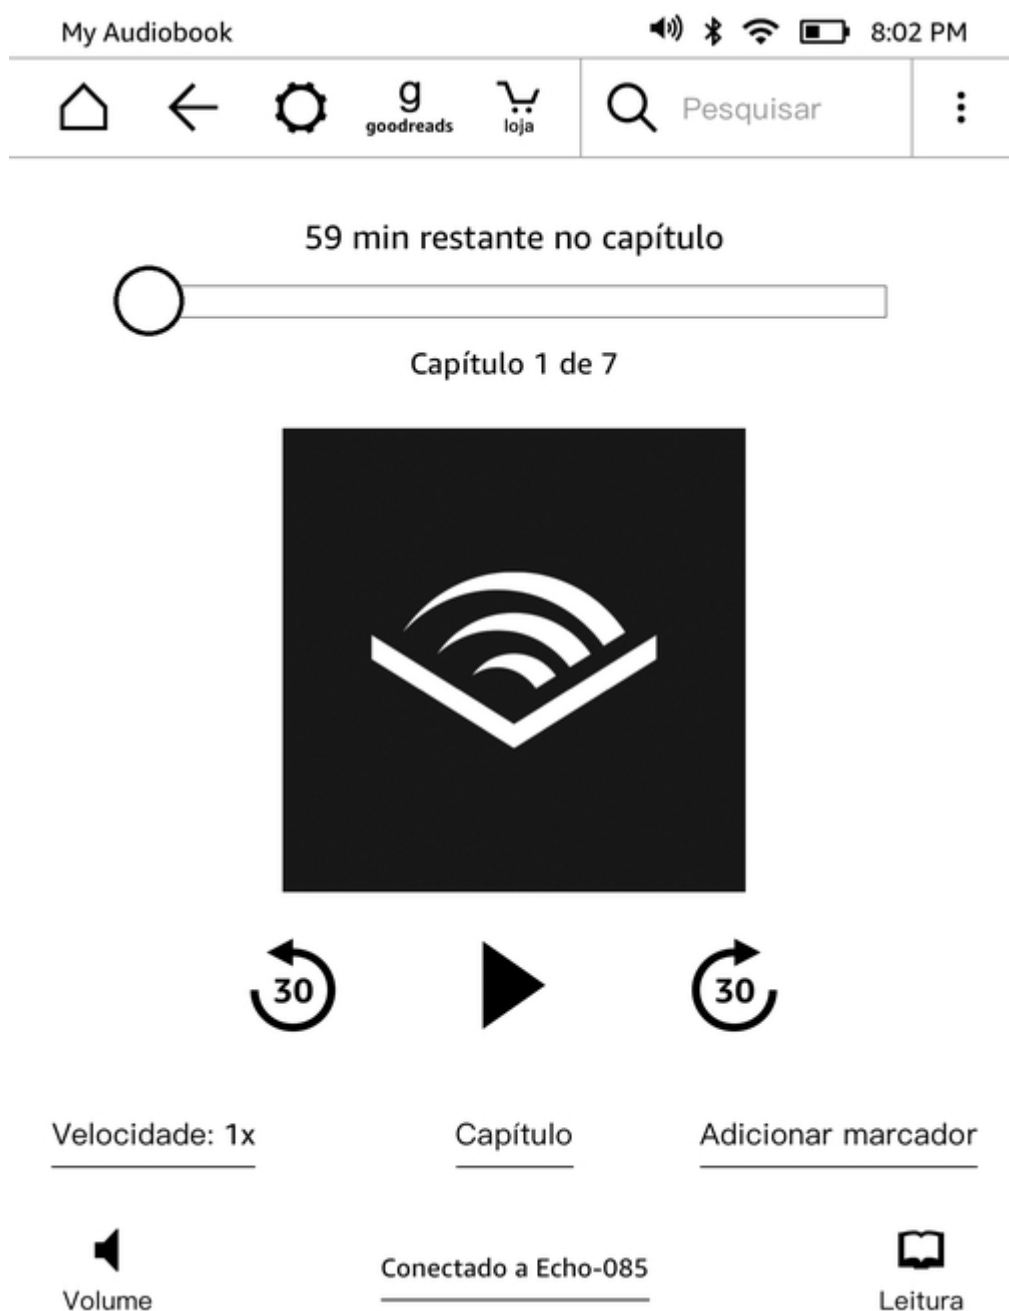 My Audiobook 8:02 PM
g
goodreads loja Pesquisar
59 min restante no capítulo
Capítulo 1 de 7
30 30
Velocidade: 1x Capítulo Adicionar marcador
Conectado a Echo-085
Volume Leitura